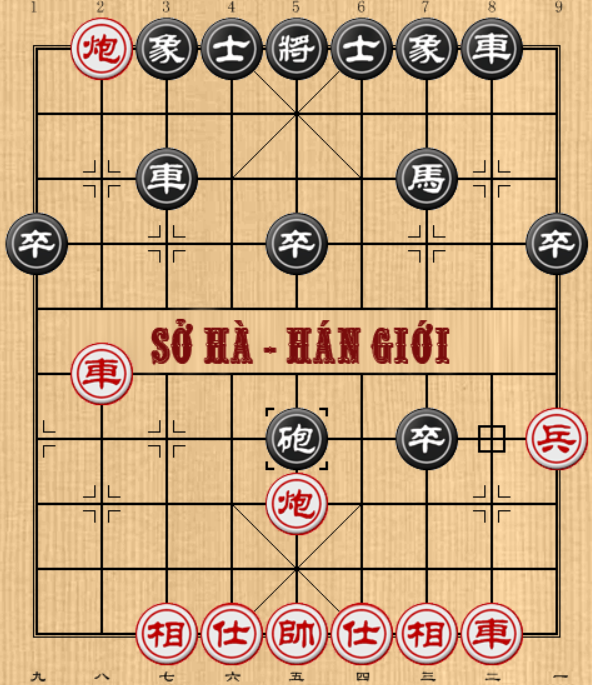 1 2 3 4 5 6 7 8 9
炮 象 士 將 士 象 車
車 馬
卒 卒 卒
SỞ HÀ - HÁN GIỚI
車
砲 卒 兵
炮
相 仕 帥 仕 相 車
九 八 七 六 五 四 三 二 一